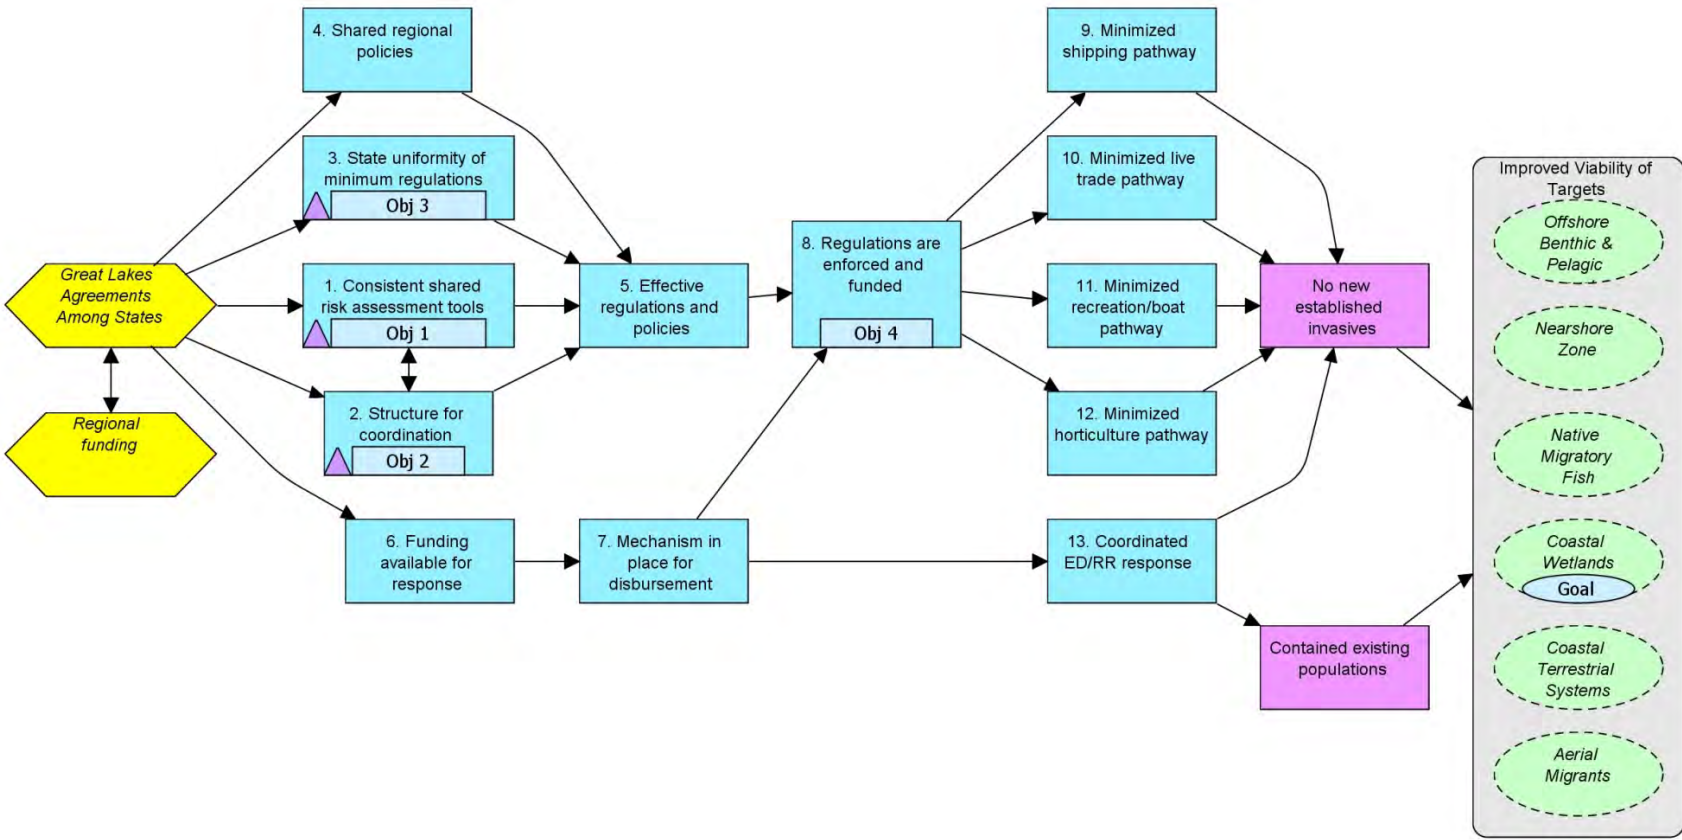 4. Shared regional
policies
3. State uniformity of
minimum regulations
Obj 3
Great Lakes
Agreements
Among States
1. Consistent shared
risk assessment tools
Obj 1
Regional
funding
2. Structure for
coordination
Obj 2
6. Funding
available for
response
5. Effective
regulations and
policies
7. Mechanism in
place for
disbursement
8. Regulations are
enforced and
funded
Obj 4
9. Minimized
shipping pathway
10. Minimized live
trade pathway
11. Minimized
recreation/boat
pathway
12. Minimized
horticulture pathway
13. Coordinated
ED/RR response
No new
established
invasives
Contained existing
populations
Improved Viability of
Targets
Offshore
Benthic &
Pelagic
Nearshore
Zone
Native
Migratory
Fish
Coastal
Wetlands
Goal
Coastal
Terrestrial
Systems
Aerial
Migrants